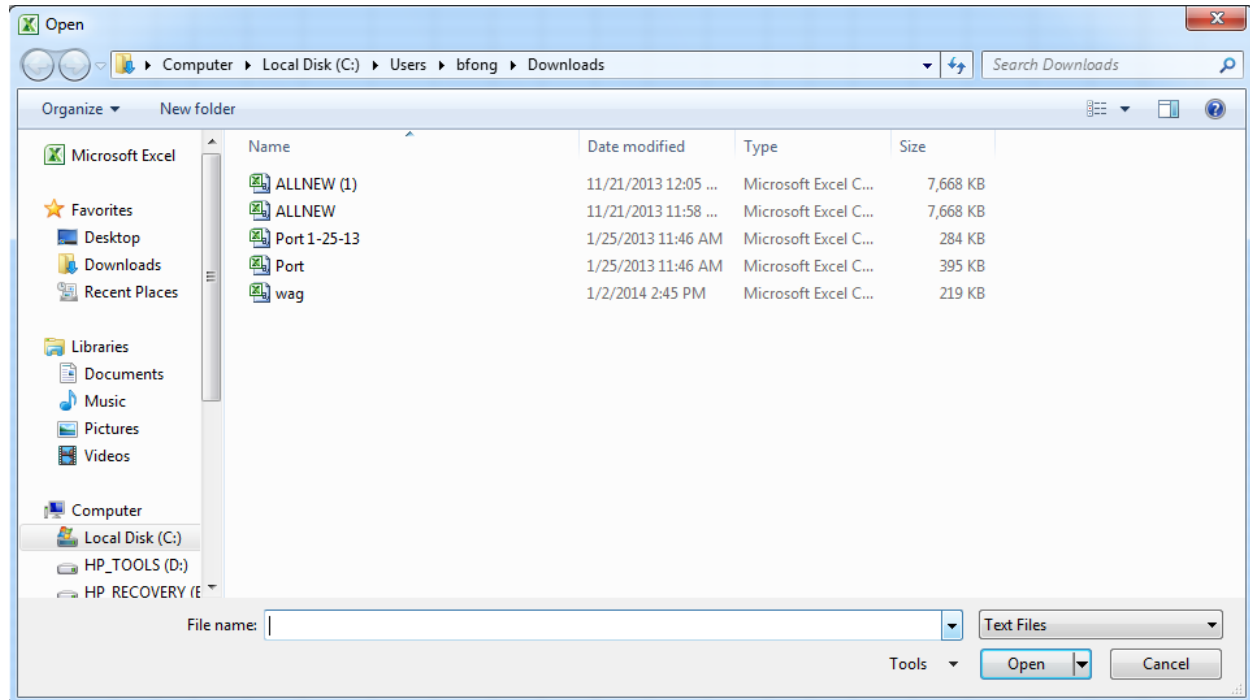 Open
Computer Local Disk (C:) Users bfong Downloads Search Downloads
Organize New folder
Microsoft Excel
Favorites
Desktop
Downloads
Recent Places
Libraries
Documents
Music
Pictures
Videos
Computer
Local Disk (C:)
HP_TOOLS (D:)
HP_RECOVERY (E
Name Date modified Type Size
ALLNEW (1) 11/21/2013 12:05 ... Microsoft Excel C... 7,668 KB
ALLNEW 11/21/2013 11:58 ... Microsoft Excel C... 7,668 KB
Port 1-25-13 1/25/2013 11:46 AM Microsoft Excel C... 284 KB
Port 1/25/2013 11:46 AM Microsoft Excel C... 395 KB
wag 1/2/2014 2:45 PM Microsoft Excel C... 219 KB
File name: Text Files
Tools Open Cancel